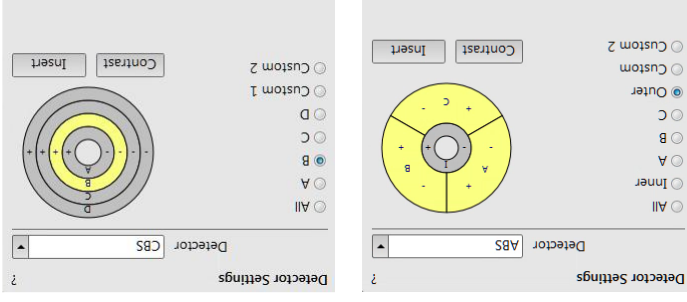 Detector Settings ?
Detector ABS
All
Inner
A
B
C
Outer
Custom
Custom 2
+ -
A I B
- - + +
+ C -
Contrast Insert
Detector Settings ?
Detector CBS
All
A
B
C
D
Custom 1
Custom 2
D
C
B
A
- - - - + + + +
Contrast Insert